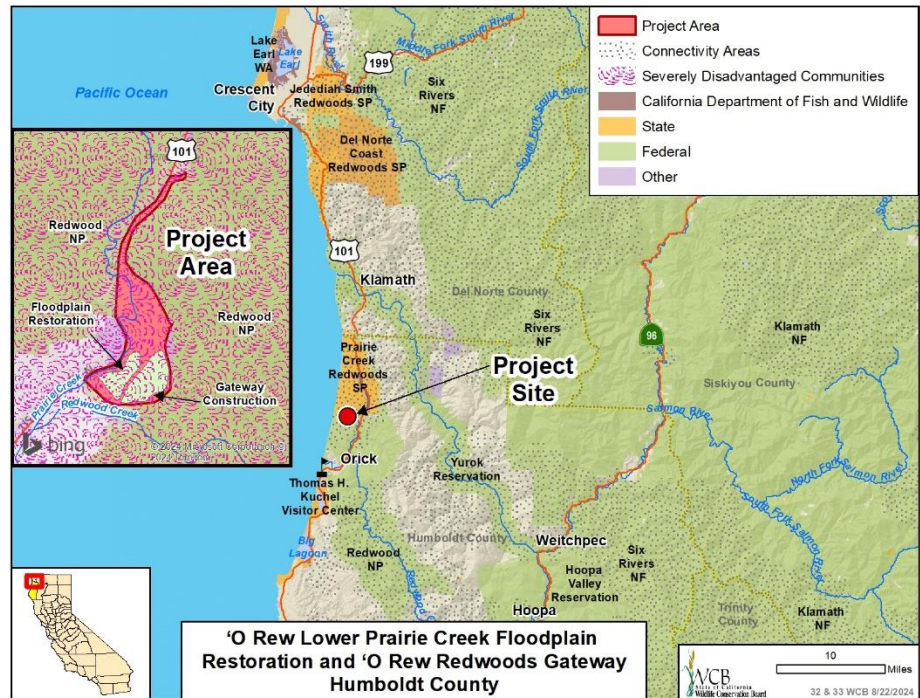 Project Area
Connectivity Areas
Severely Disadvantaged Communities
California Department of Fish and Wildlife
State
Federal
Other
Lake
Earl
WA
Lake
Earl
Smith
River
Middle Fork Smith River
199
Crescent
City
Pacific Ocean
Jedediah Smith
Redwoods SP
Six
Rivers
NF
South Fork Smith River
Del Norte
Coast
Redwoods SP
101
Klamath
Del Norte County
Six
Rivers
NF
96
Klamath
NF
Siskiyou County
Prairie
Creek
Redwoods
SP
Project
Site
Salmon River
North Fork
Salmon River
South Fork
Salmon River
Orick
Thomas H.
Kuchel
Visitor Center
Yurok
Reservation
Big
Lagoon
Humboldt County
Redwood
NP
Weitchpec
Hoopa
Valley
Reservation
Six
Rivers
NF
Hoopa
Trinity
County
Klamath
NF
101
Redwood
NP
Project
Area
Floodplain
Restoration
Redwood
NP
Gateway
Construction
Prairie Creek
Redwood Creek
bing
'O Rew Lower Prairie Creek Floodplain
Restoration and 'O Rew Redwoods Gateway
Humboldt County
WCB
State of California
Wildlife Conservation Board
10
Miles
32 & 33 WCB 8/22/2024